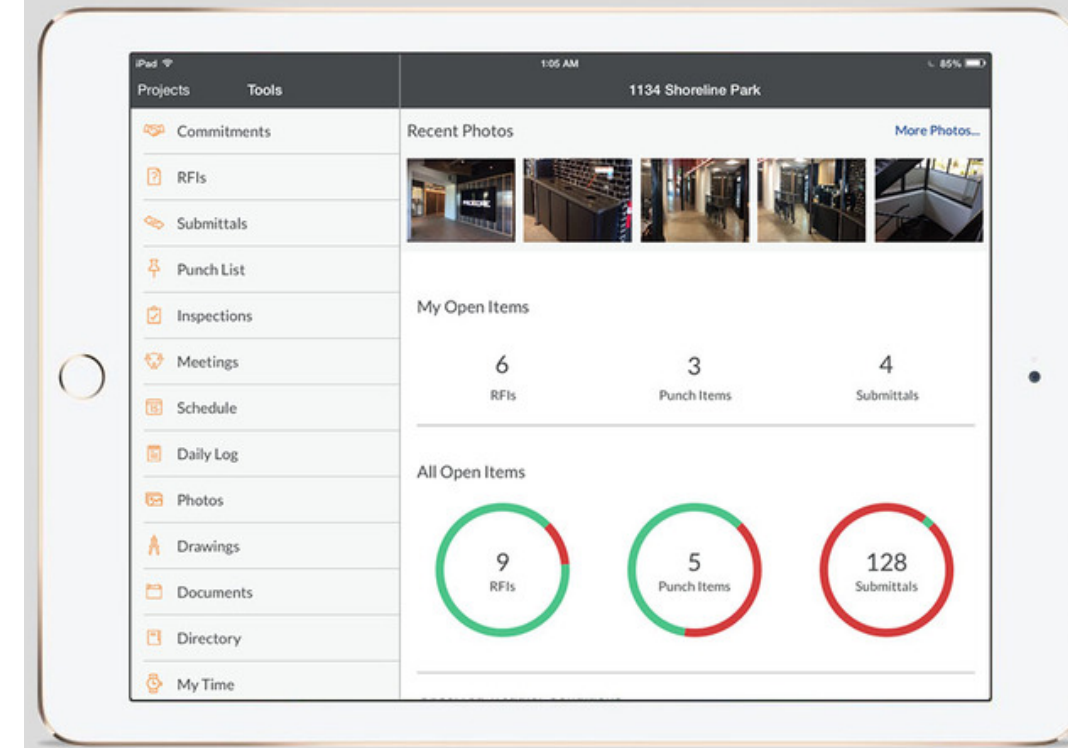 iPad
1:05 AM
85%
Projects
Tools
1134 Shoreline Park
Commitments
RFIs
Submittals
Punch List
Inspections
Meetings
Schedule
Daily Log
Photos
Drawings
Documents
Directory
My Time
Recent Photos
More Photos...
PROCORE
My Open Items
6
3
4
RFIs
Punch Items
Submittals
All Open Items
9
5
128
RFIs
Punch Items
Submittals